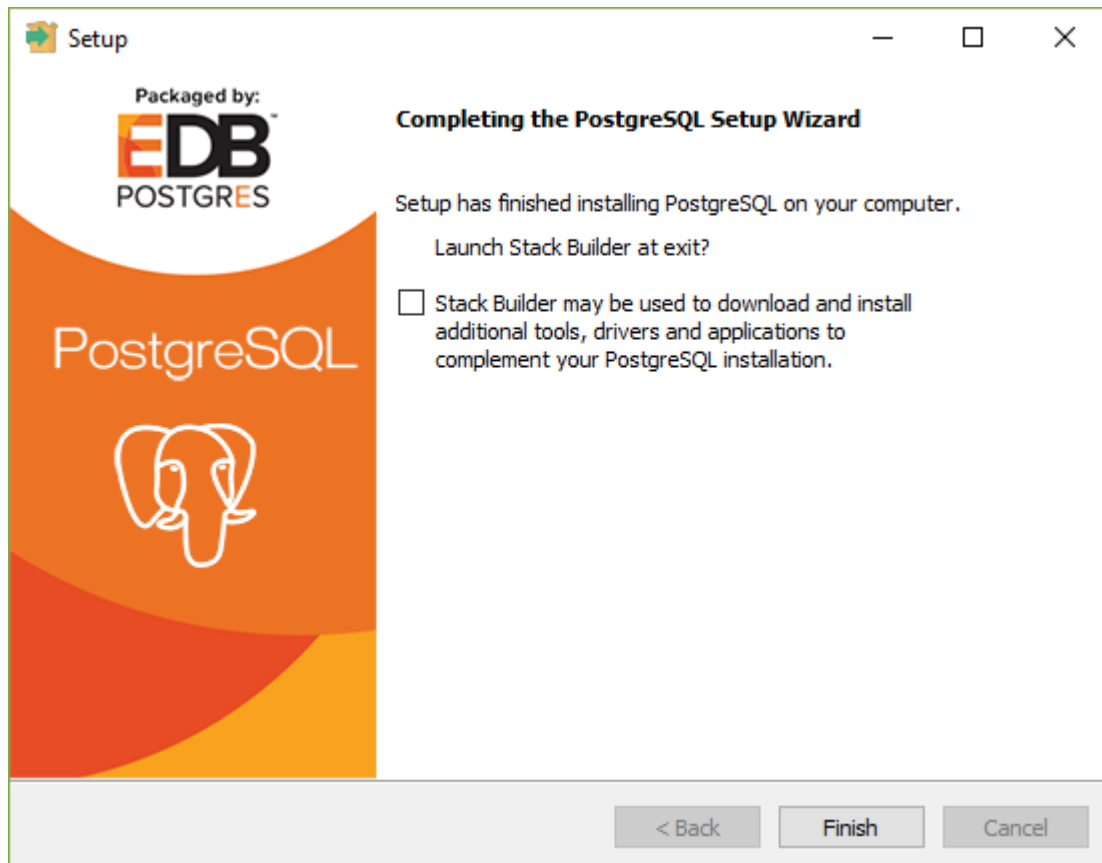 Setup
Packaged by:
EDB
POSTGRES
PostgreSQL
Completing the PostgreSQL Setup Wizard
Setup has finished installing PostgreSQL on your computer.
Launch Stack Builder at exit?
Stack Builder may be used to download and install
additional tools, drivers and applications to
complement your PostgreSQL installation.
< Back
Finish
Cancel